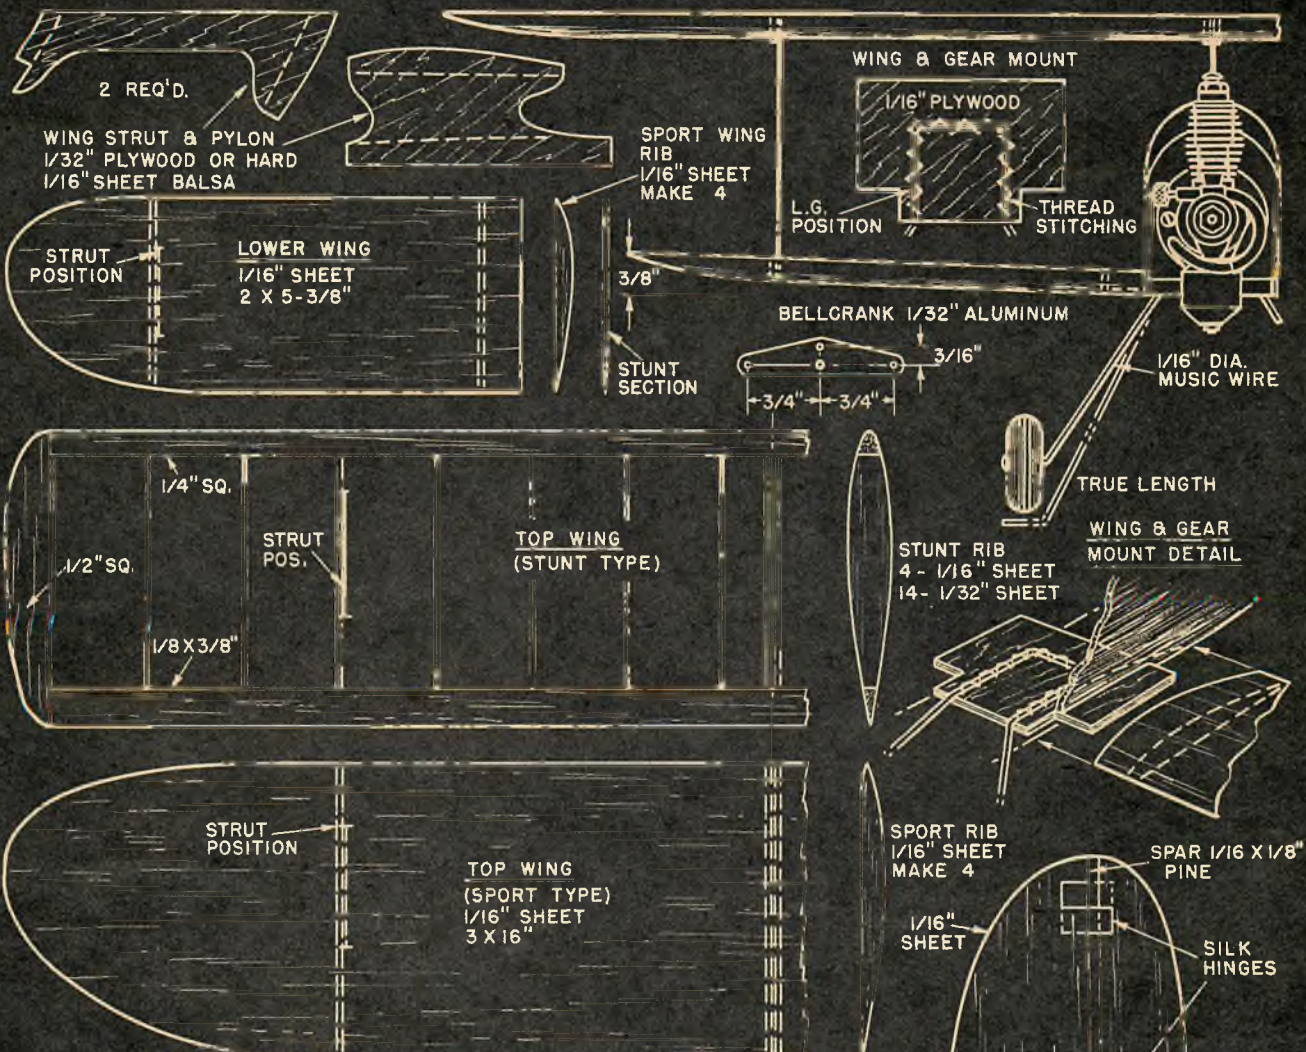 2 REQ'D.
WING STRUT & PYLON
1/32" PLYWOOD OR HARD
1/16" SHEET BALSA
SPORT WING
RIB
1/16" SHEET
MAKE 4
WING & GEAR MOUNT
1/16" PLYWOOD
L.G.
POSITION
THREAD
STITCHING
STRUT
POSITION
LOWER WING
1/16" SHEET
2 X 5-3/8"
3/8"
STUNT
SECTION
BELLCRANK 1/32" ALUMINUM
3/16"
3/4"
3/4"
1/16" DIA.
MUSIC WIRE
TRUE LENGTH
1/4" SQ.
1/2" SQ.
STRUT
POS.
TOP WING
(STUNT TYPE)
1/8 X 3/8"
STUNT RIB
4 - 1/16" SHEET
14 - 1/32" SHEET
WING & GEAR
MOUNT DETAIL
STRUT
POSITION
TOP WING
(SPORT TYPE)
1/16" SHEET
3 X 16"
SPORT RIB
1/16" SHEET
MAKE 4
SPAR 1/16 X 1/8"
PINE
1/16"
SHEET
SILK
HINGES